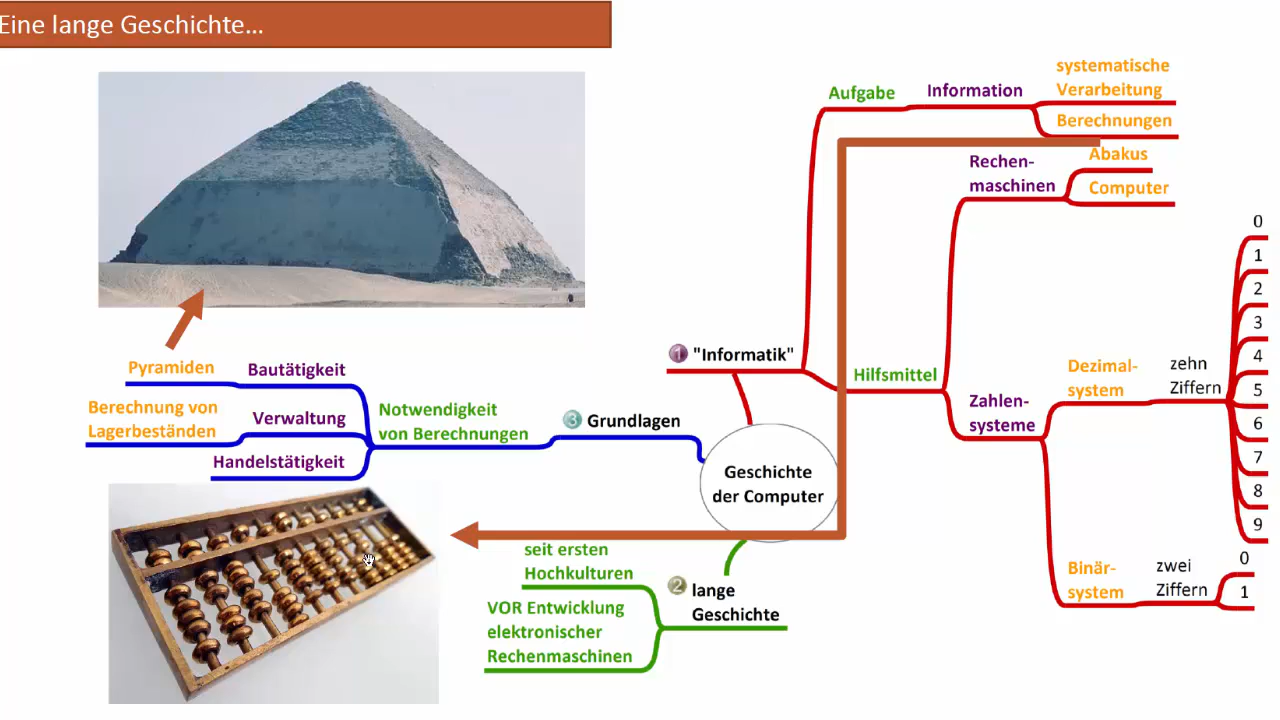 Eine lange Geschichte...
Geschichte
der Computer
1
"Informatik"
Aufgabe
Information
systematische
Verarbeitung
Berechnungen
Hilfsmittel
Rechen-
maschinen
Abakus
Computer
Zahlen-
systeme
Dezimal-
system
zehn
Ziffern
0
1
2
3
4
5
6
7
8
9
Binär-
system
zwei
Ziffern
0
1
2
lange
Geschichte
seit ersten
Hochkulturen
VOR Entwicklung
elektronischer
Rechenmaschinen
3
Grundlagen
Notwendigkeit
von Berechnungen
Bautätigkeit
Pyramiden
Verwaltung
Berechnung von
Lagerbeständen
Handelstätigkeit